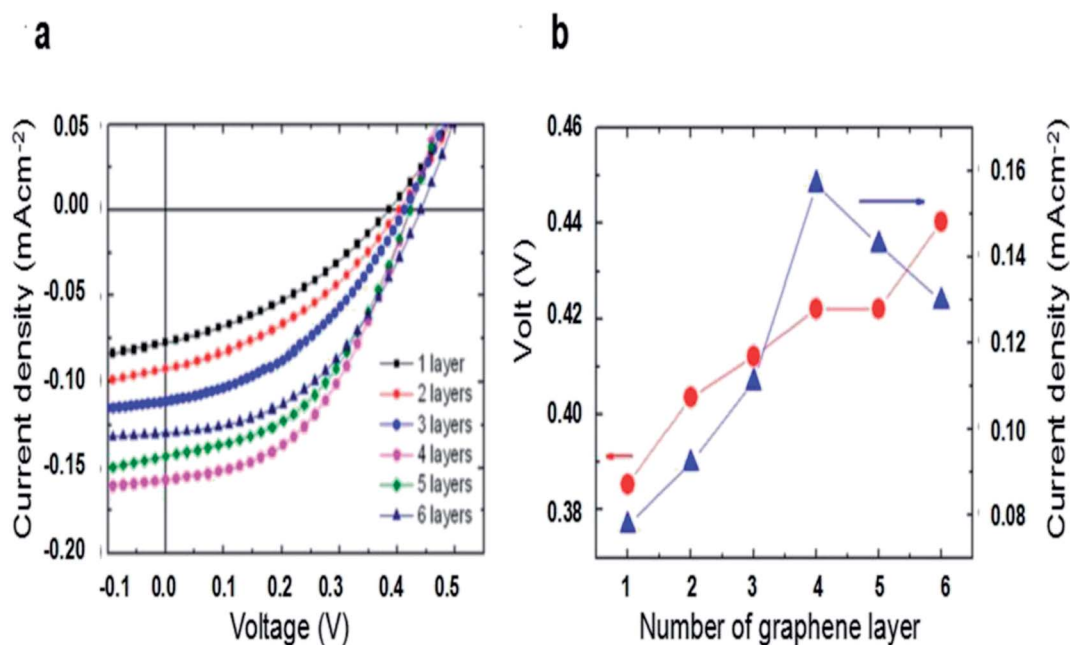 a
Current density (mAcm-2)
0.05
0.00
-0.05
-0.10
-0.15
-0.20
-0.1 0.0 0.1 0.2 0.3 0.4 0.5
Voltage (V)
1 layer
2 layers
3 layers
4 layers
5 layers
6 layers
b
Volt (V)
0.46
0.44
0.42
0.40
0.38
1 2 3 4 5 6
Number of graphene layer
0.16
0.14
0.12
0.10
0.08
Current density (mAcm-2)